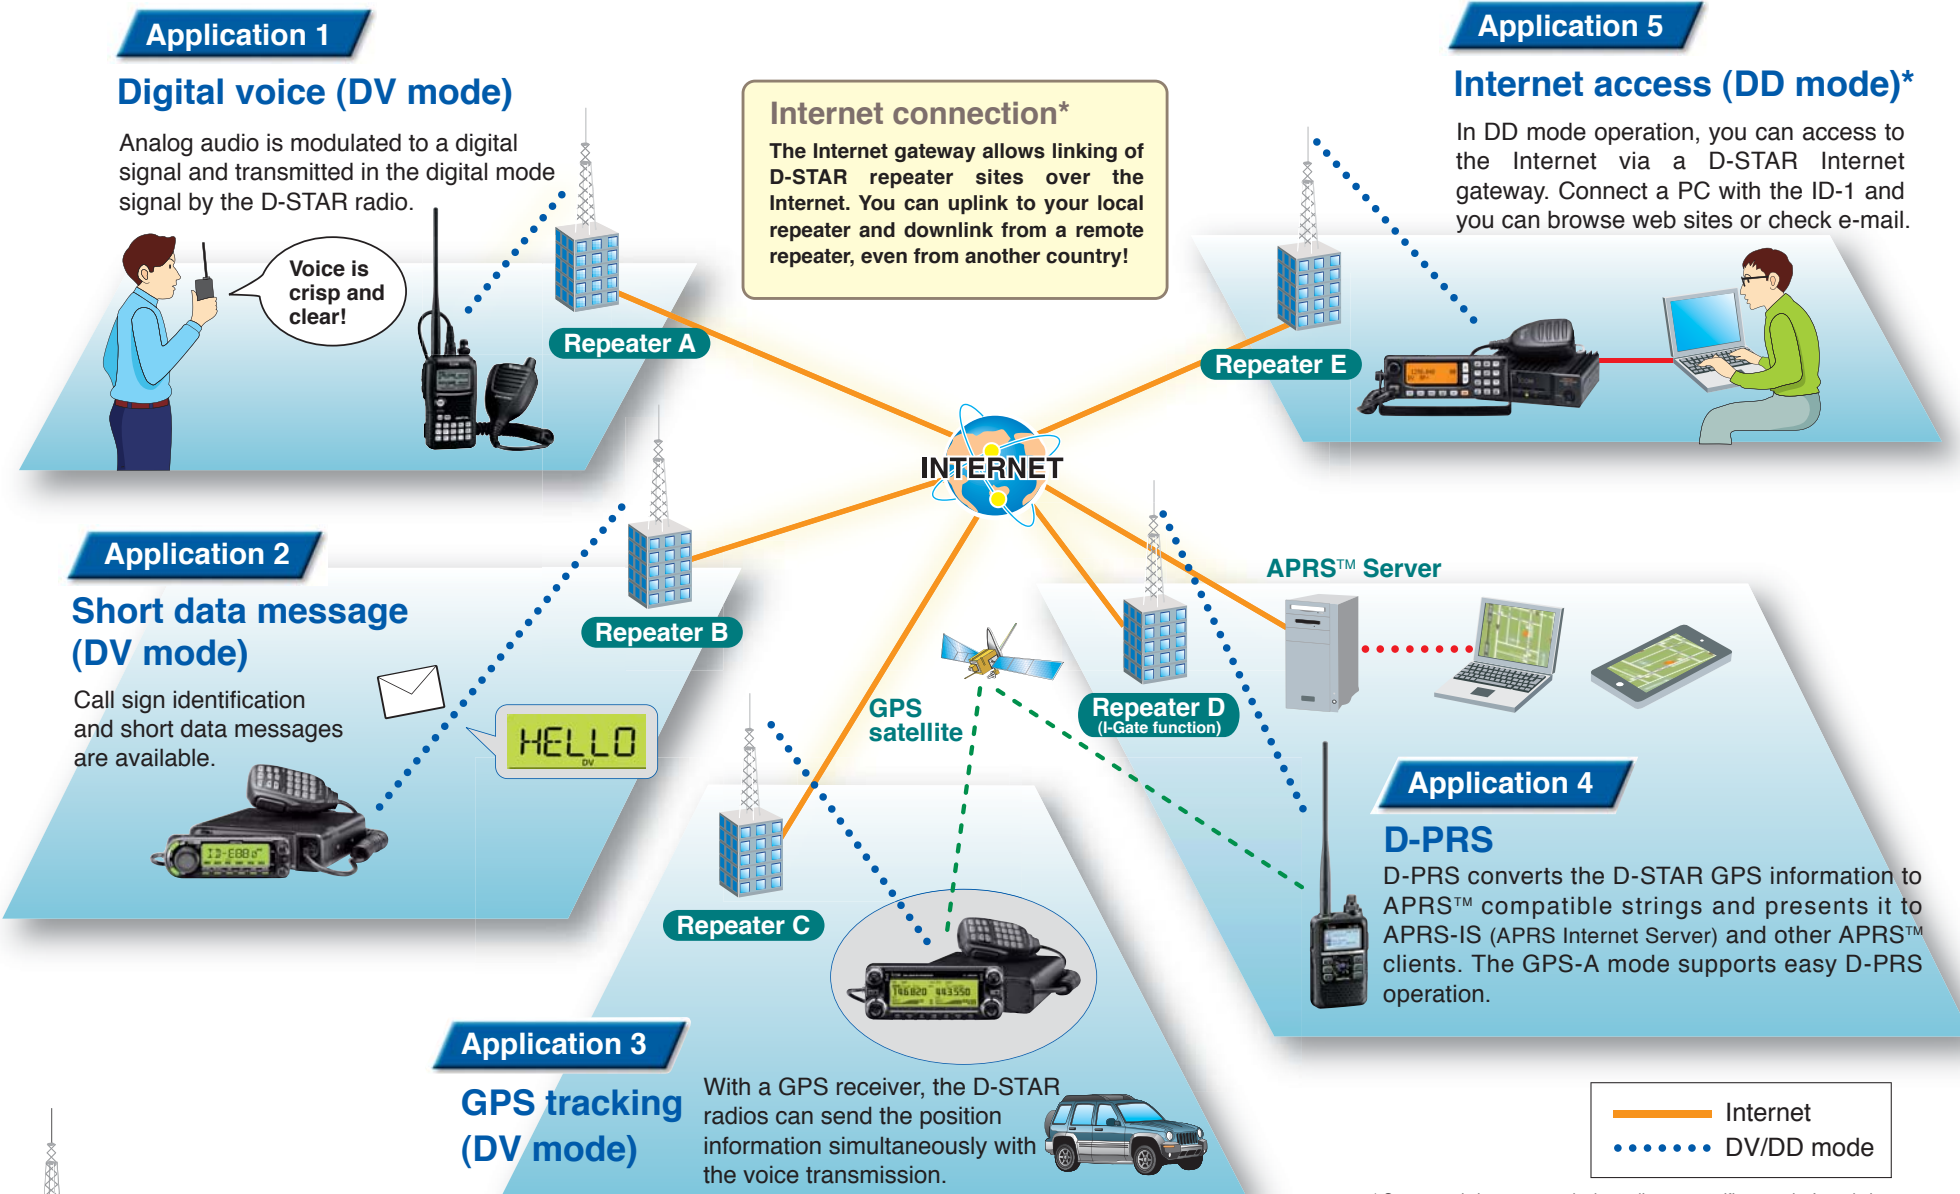 Application 1
Digital voice (DV mode)
Analog audio is modulated to a digital
signal and transmitted in the digital mode
signal by the D-STAR radio.
Voice is
crisp and
clear!
Repeater A
Internet connection*
The Internet gateway allows linking of
D-STAR repeater sites over the
Internet. You can uplink to your local
repeater and downlink from a remote
repeater, even from another country!
Application 5
Internet access (DD mode)*
In DD mode operation, you can access to
the Internet via a D-STAR Internet
gateway. Connect a PC with the ID-1 and
you can browse web sites or check e-mail.
Repeater E
INTERNET
Application 2
Short data message
(DV mode)
Call sign identification
and short data messages
are available.
HELLO
DV
ID-E880
Repeater B
GPS
satellite
Repeater D
(I-Gate function)
APRS™ Server
Application 4
D-PRS
D-PRS converts the D-STAR GPS information to
APRS™ compatible strings and presents it to
APRS-IS (APRS Internet Server) and other APRS™
clients. The GPS-A mode supports easy D-PRS
operation.
Repeater C
146.820 443.550
Application 3
GPS tracking
(DV mode)
With a GPS receiver, the D-STAR
radios can send the position
information simultaneously with
the voice transmission.
Internet
DV/DD mode